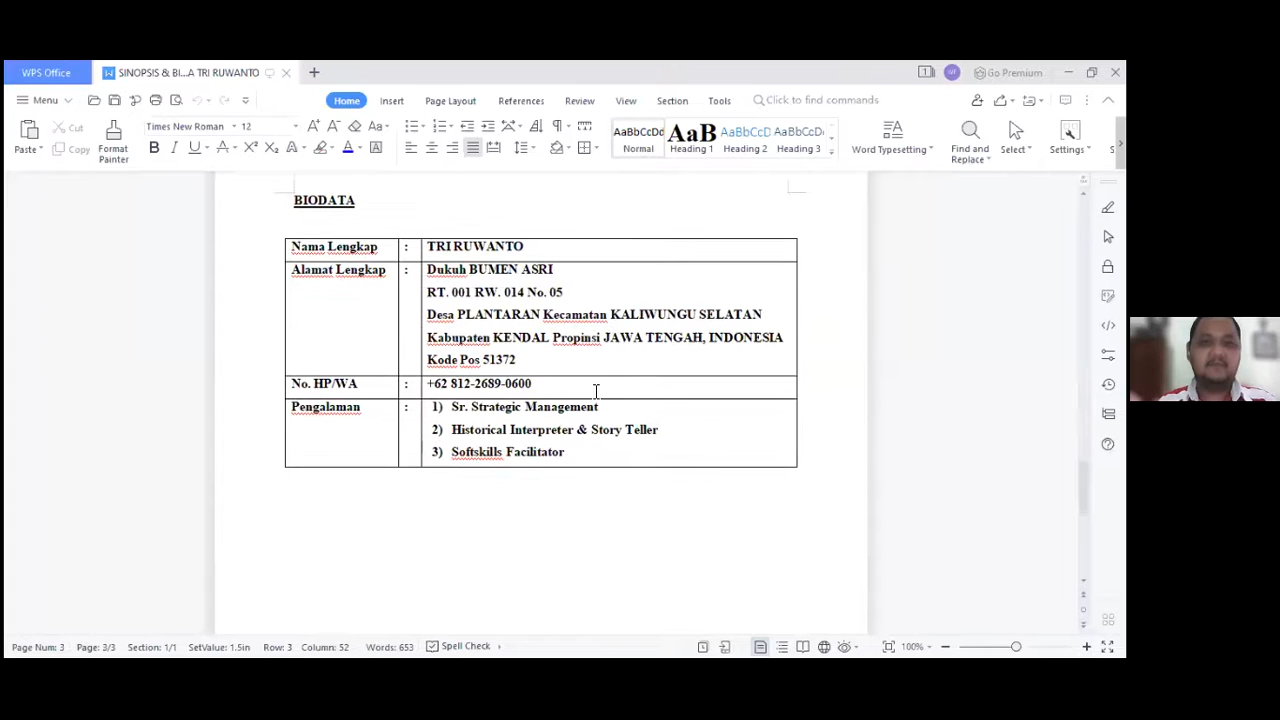 WPS Office
SINOPSIS & BI...A TRI RUWANTO
Go Premium
Menu
Home
Insert
Page Layout
References
Review
View
Section
Tools
Click to find commands
Paste
Cut
Copy
Format
Painter
Times New Roman
12
AaBbCcDd
Normal
AaB
Heading 1
AaBbCcD
Heading 2
AaBbCcD
Heading 3
Word Typesetting
Find and
Replace
Select
Settings
BIODATA
Nama Lengkap : TRI RUWANTO
Alamat Lengkap : Dukuh BUMEN ASRI
RT. 001 RW. 014 No. 05
Desa PLANTARAN Kecamatan KALIWUNGU SELATAN
Kabupaten KENDAL Propinsi JAWA TENGAH, INDONESIA
Kode Pos 51372
No. HP/WA : +62 812-2689-0600
Pengalaman : 1) Sr. Strategic Management
2) Historical Interpreter & Story Teller
3) Softskills Facilitator
Page Num: 3 Page: 3/3 Section: 1/1 SetValue: 1.5in Row: 3 Column: 52 Words: 653 Spell Check 100%